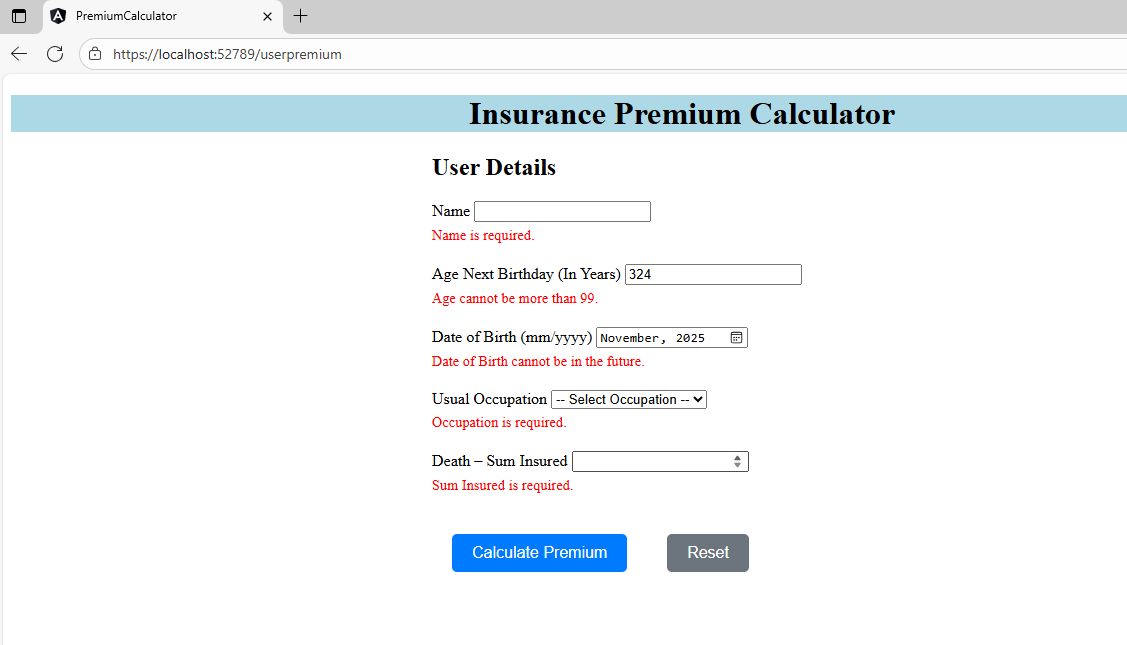 PremiumCalculator
https://localhost:52789/userpremium
Insurance Premium Calculator
User Details
Name
Name is required.
Age Next Birthday (In Years) 324
Age cannot be more than 99.
Date of Birth (mm/yyyy) November, 2025
Date of Birth cannot be in the future.
Usual Occupation -- Select Occupation --
Occupation is required.
Death – Sum Insured
Sum Insured is required.
Calculate Premium Reset